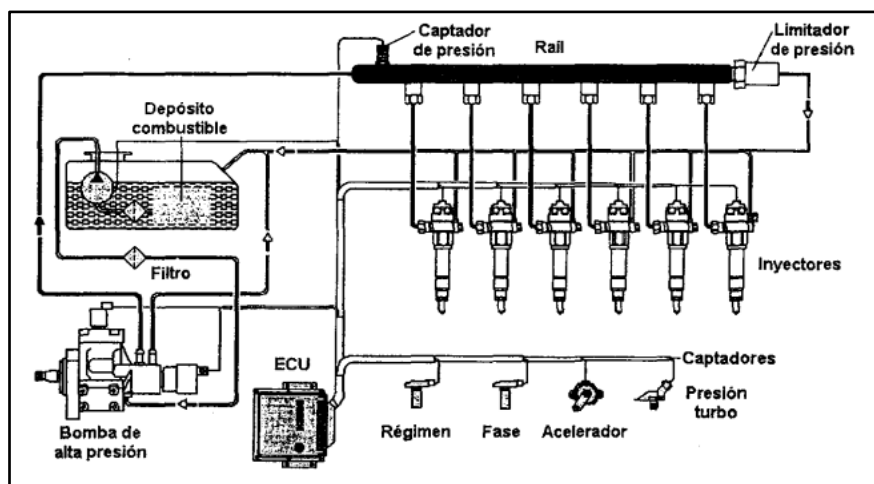 Captador
de presión
Rail
Limitador
de presión
Depósito
combustible
Filtro
Inyectores
ECU
Captadores
Bomba de
alta presión
Régimen
Fase
Acelerador
Presión
turbo